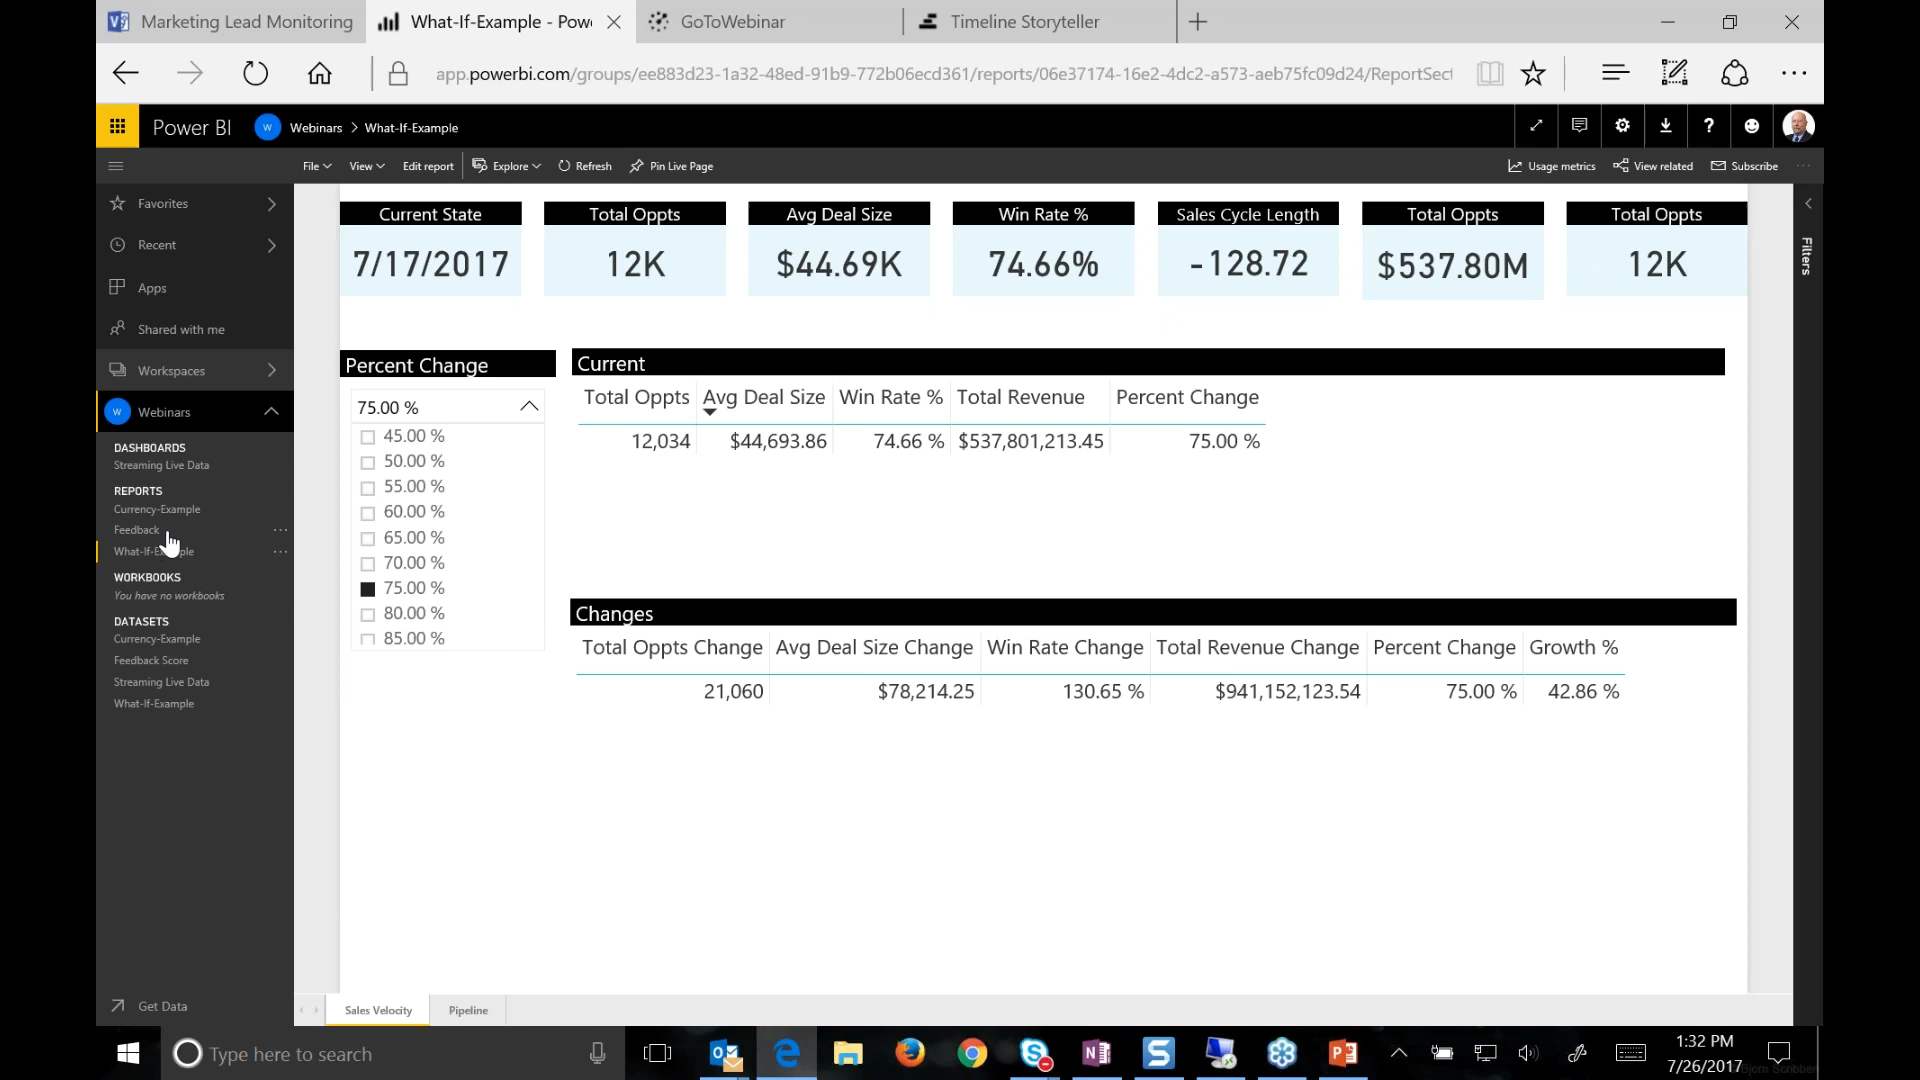 Marketing Lead Monitoring
What-If-Example - Pow
GoToWebinar
Timeline Storyteller
app.powerbi.com/groups/ee883d23-1a32-48ed-91b9-772b06ecd361/reports/06e37174-16e2-4dc2-a573-aeb75fc09d24/ReportSect
Power BI
W Webinars > What-If-Example
File View Edit report Explore Refresh Pin Live Page
Usage metrics View related Subscribe
Favorites
Recent
Apps
Shared with me
Workspaces
W Webinars
DASHBOARDS
Streaming Live Data
REPORTS
Currency-Example
Feedback
WORKBOOKS
You have no workbooks
DATASETS
Currency-Example
Feedback Score
Streaming Live Data
What-If-Example
Get Data
Current State Total Oppts Avg Deal Size Win Rate % Sales Cycle Length Total Oppts Total Oppts
7/17/2017 12K $44.69K 74.66% -128.72 $537.80M 12K
Filters
Percent Change
75.00 %
45.00 %
50.00 %
55.00 %
60.00 %
65.00 %
70.00 %
75.00 %
80.00 %
85.00 %
Current
Total Oppts Avg Deal Size Win Rate % Total Revenue Percent Change
12,034 $44,693.86 74.66 % $537,801,213.45 75.00 %
Changes
Total Oppts Change Avg Deal Size Change Win Rate Change Total Revenue Change Percent Change Growth %
21,060 $78,214.25 130.65 % $941,152,123.54 75.00 % 42.86 %
Sales Velocity Pipeline
Type here to search
1:32 PM
7/26/2017